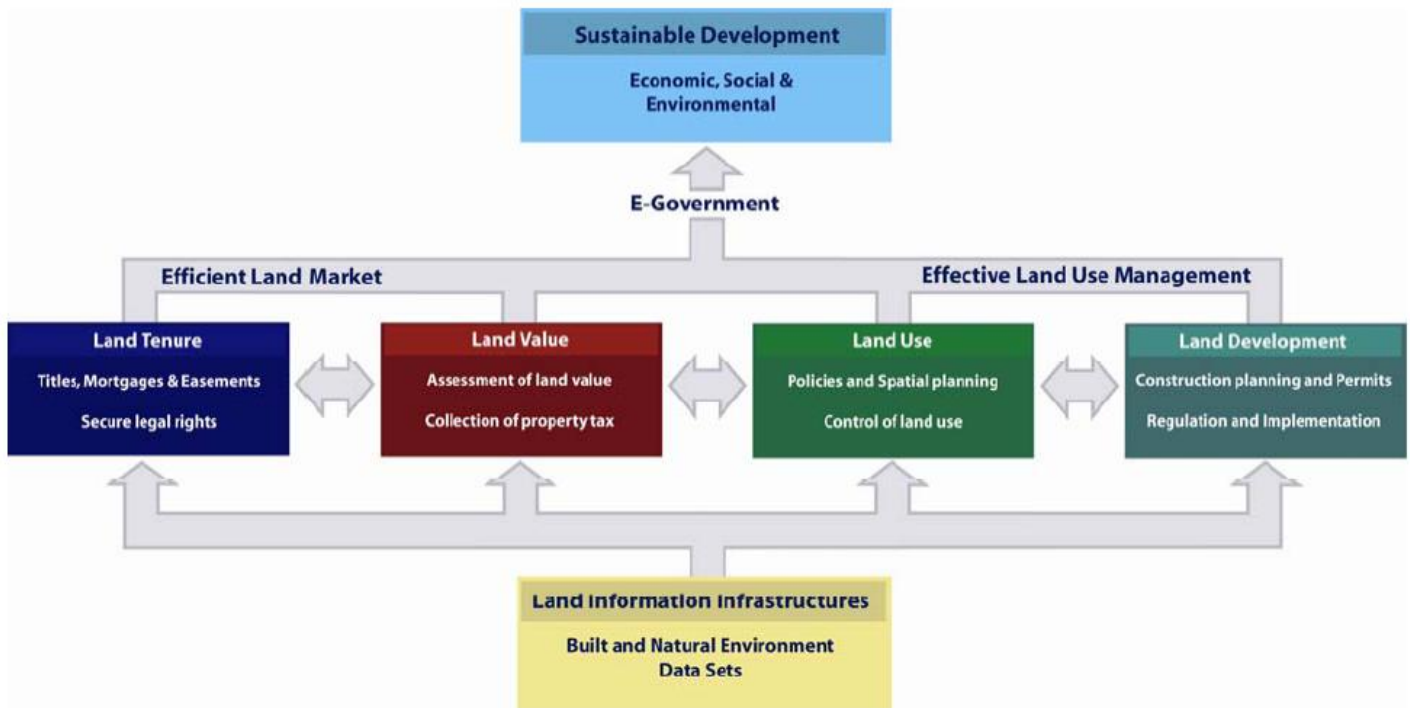 Sustainable Development
Economic, Social &
Environmental
E-Government
Efficient Land Market
Effective Land Use Management
Land Tenure
Titles, Mortgages & Easements
Secure legal rights
Land Value
Assessment of land value
Collection of property tax
Land Use
Policies and Spatial planning
Control of land use
Land Development
Construction planning and Permits
Regulation and Implementation
Land Information Infrastructures
Built and Natural Environment
Data Sets